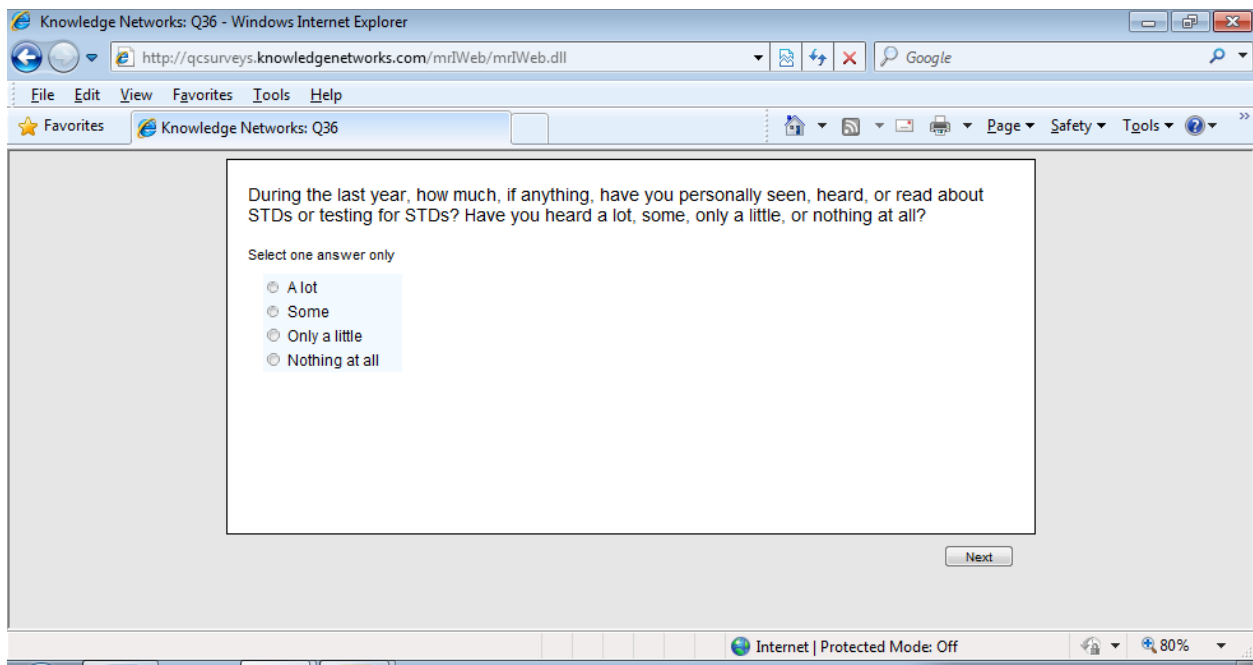 Knowledge Networks: Q36 - Windows Internet Explorer
http://qcsurveys.knowledgenetworks.com/mrIWeb/mrIWeb.dll
Google
File Edit View Favorites Tools Help
Favorites
Knowledge Networks: Q36
Page Safety Tools
During the last year, how much, if anything, have you personally seen, heard, or read about
STDs or testing for STDs? Have you heard a lot, some, only a little, or nothing at all?
Select one answer only
A lot
Some
Only a little
Nothing at all
Next
Internet | Protected Mode: Off
80%